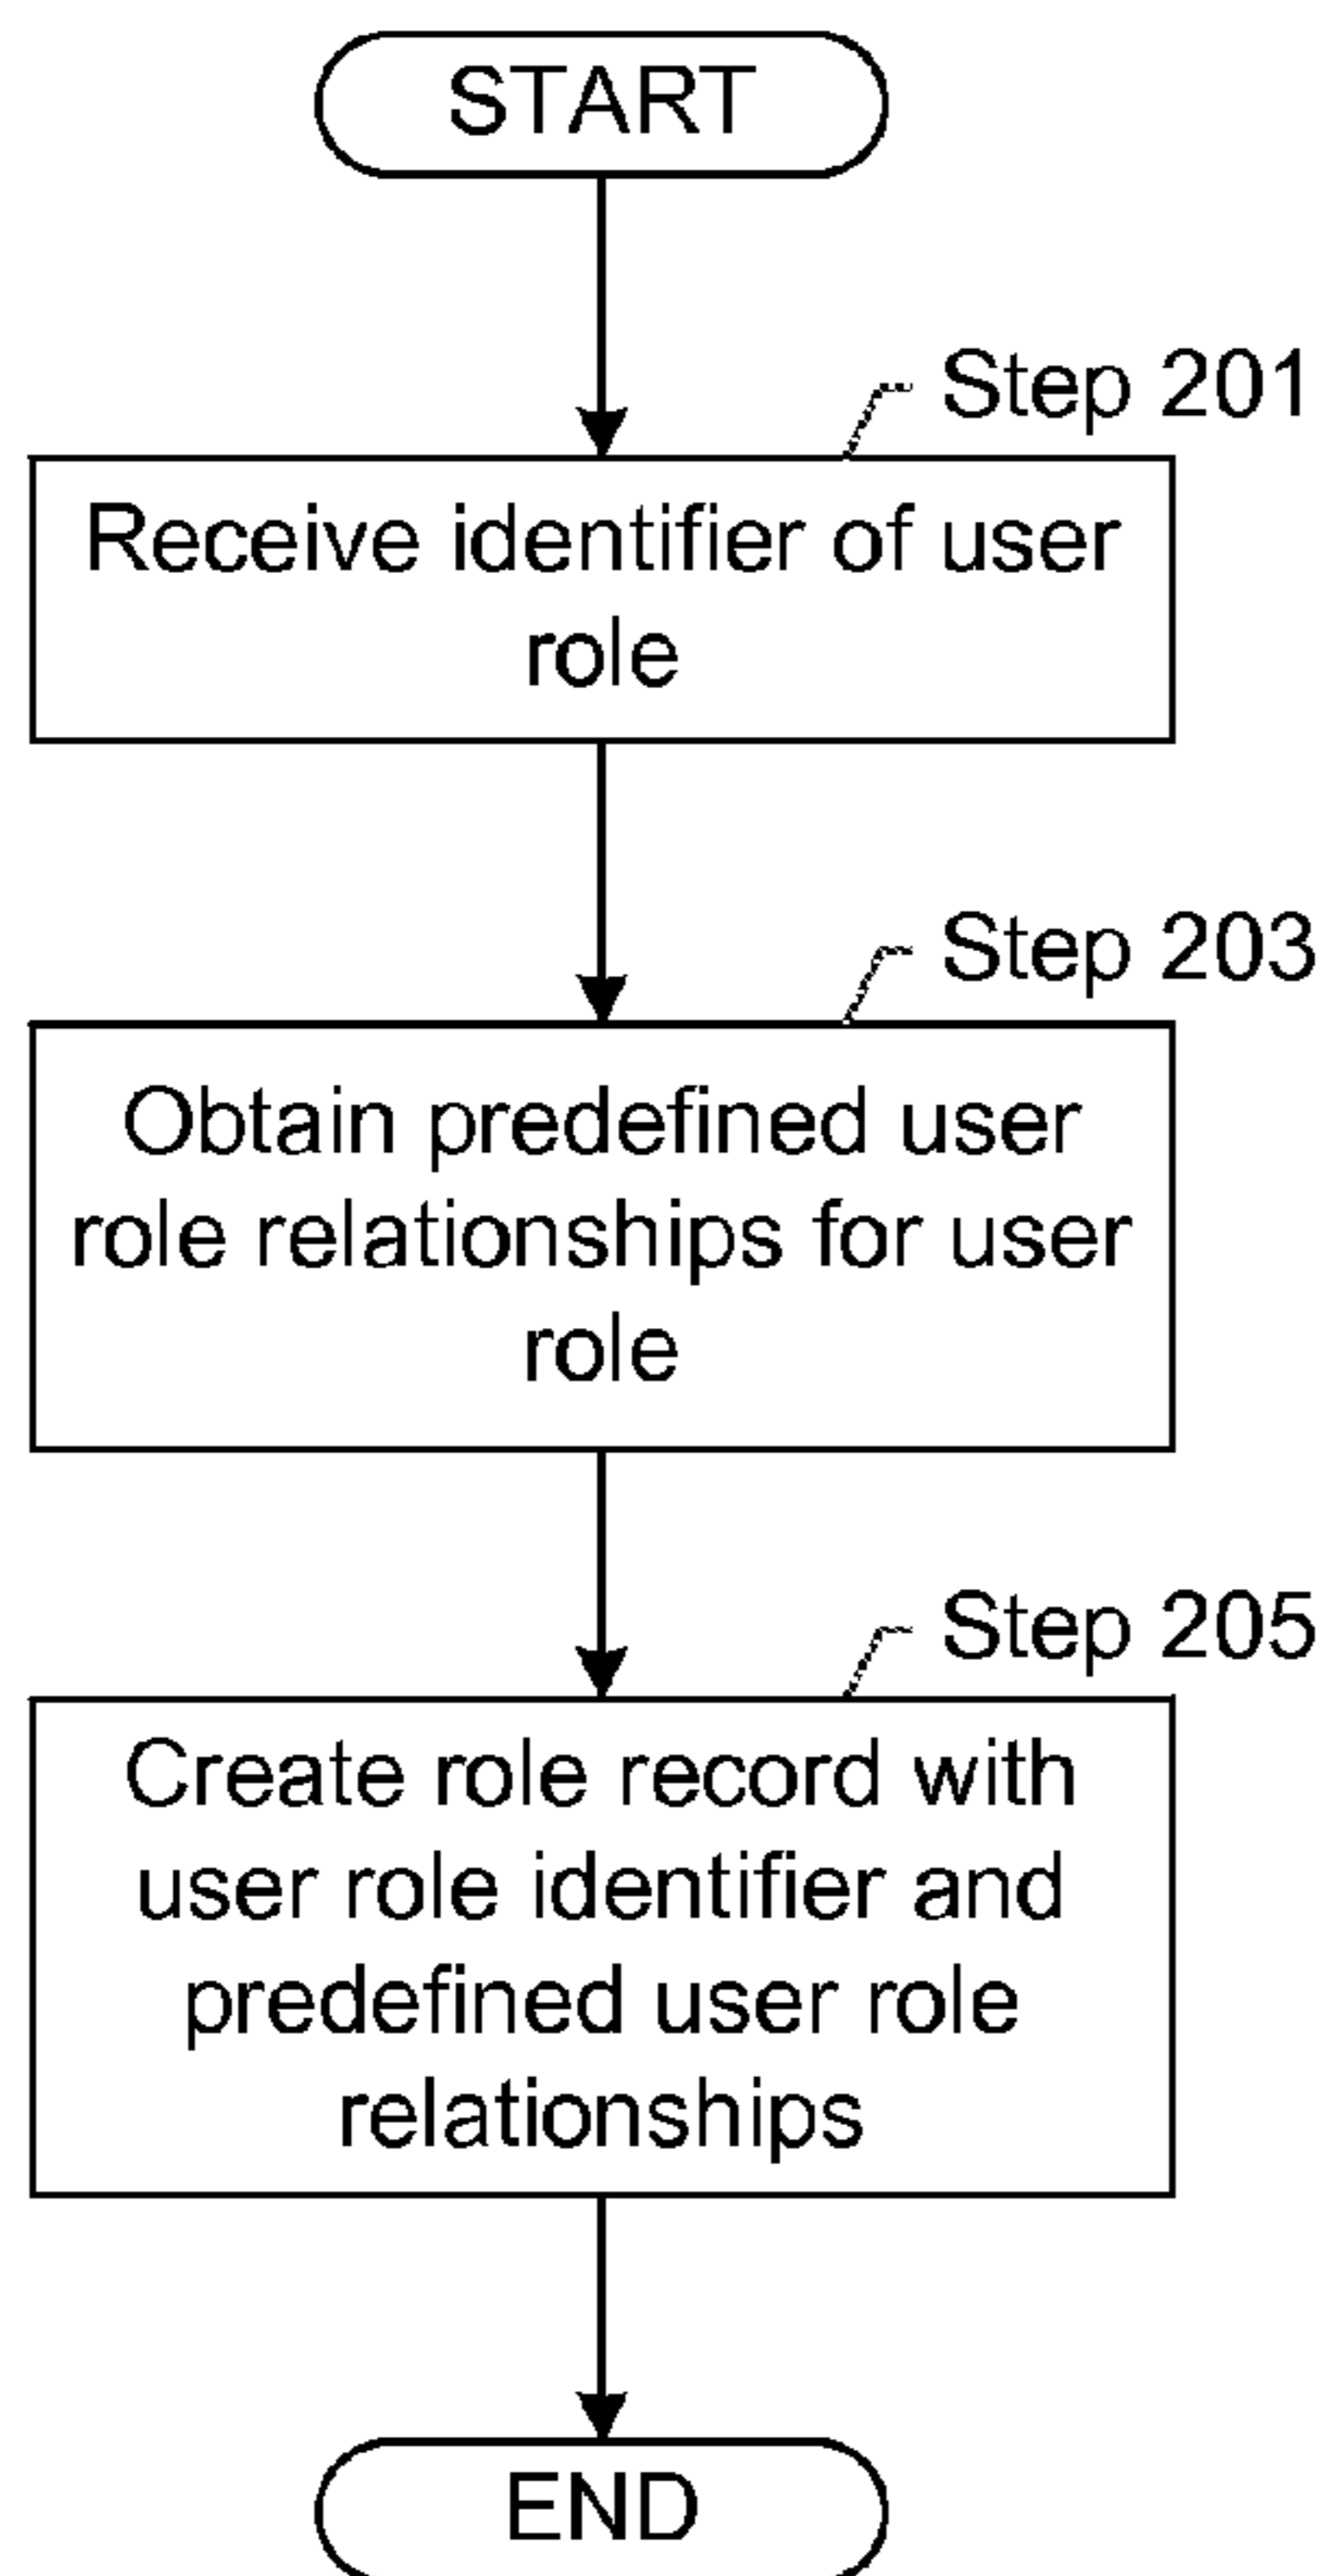 START
Step 201
Receive identifier of user
role
Step 203
Obtain predefined user
role relationships for user
role
Step 205
Create role record with
user role identifier and
predefined user role
relationships
END